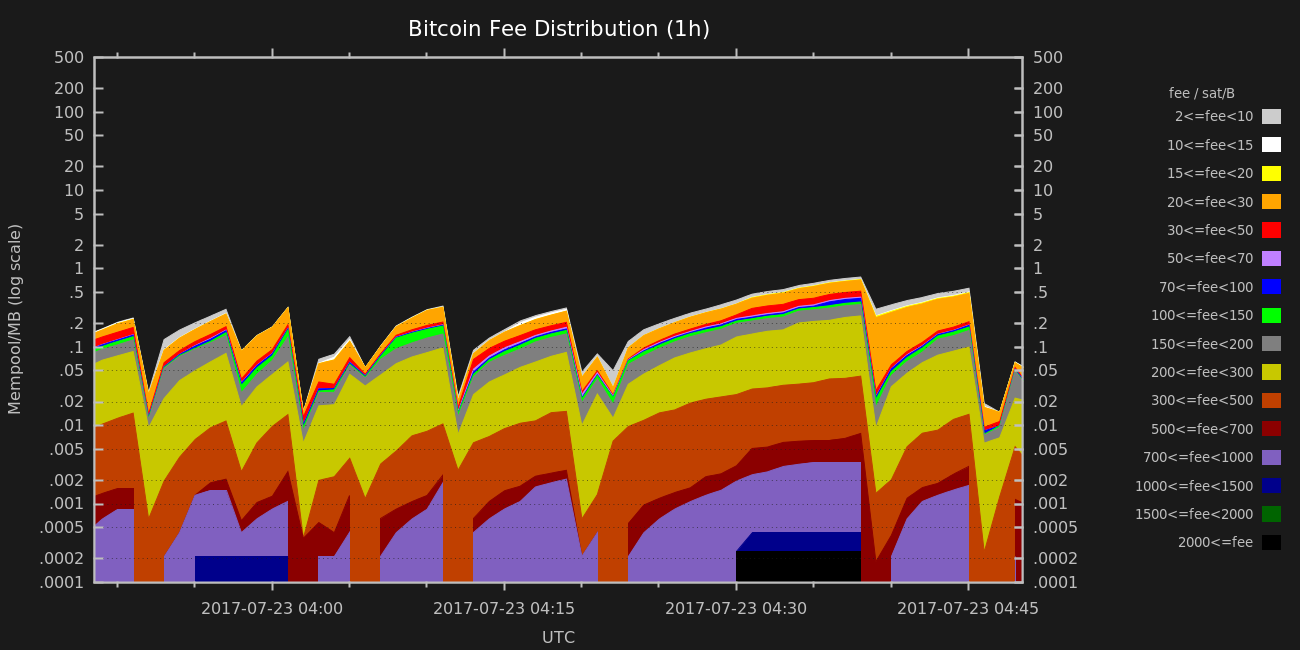 Bitcoin Fee Distribution (1h)
500 500
200 200
100 100
50 50
20 20
10 10
5 5
2 2
1 1
.5 .5
.2 .2
.1 .1
.05 .05
.02 .02
.01 .01
.005 .005
.002 .002
.001 .001
.0005 .0005
.0002 .0002
.0001 .0001
Mempool/MB (log scale)
2017-07-23 04:00 2017-07-23 04:15 2017-07-23 04:30 2017-07-23 04:45
UTC
fee / sat/B
2<=fee<10
10<=fee<15
15<=fee<20
20<=fee<30
30<=fee<50
50<=fee<70
70<=fee<100
100<=fee<150
150<=fee<200
200<=fee<300
300<=fee<500
500<=fee<700
700<=fee<1000
1000<=fee<1500
1500<=fee<2000
2000<=fee